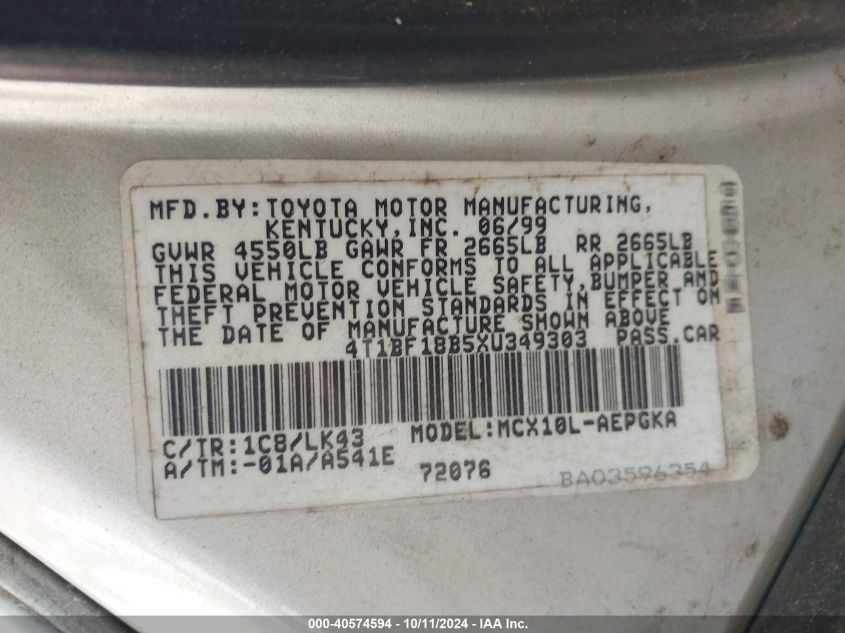 MFD.BY:TOYOTA MOTOR MANUFACTURING,
KENTUCKY,INC. 06/99
GVWR 4550LB GAWR FR 2665LB RR 2665LB
THIS VEHICLE CONFORMS TO ALL APPLICABLE
FEDERAL MOTOR VEHICLE SAFETY,BUMPER AND
THEFT PREVENTION STANDARDS IN EFFECT ON
THE DATE OF MANUFACTURE SHOWN ABOVE.
4T1BF18B5XU349303 PASS.CAR
C/TR:1C8/LK43 MODEL:MCX10L-AEPGKA
A/TM:-01A/A541E
72076 BA03596354
000-40574594 - 10/11/2024 - IAA Inc.